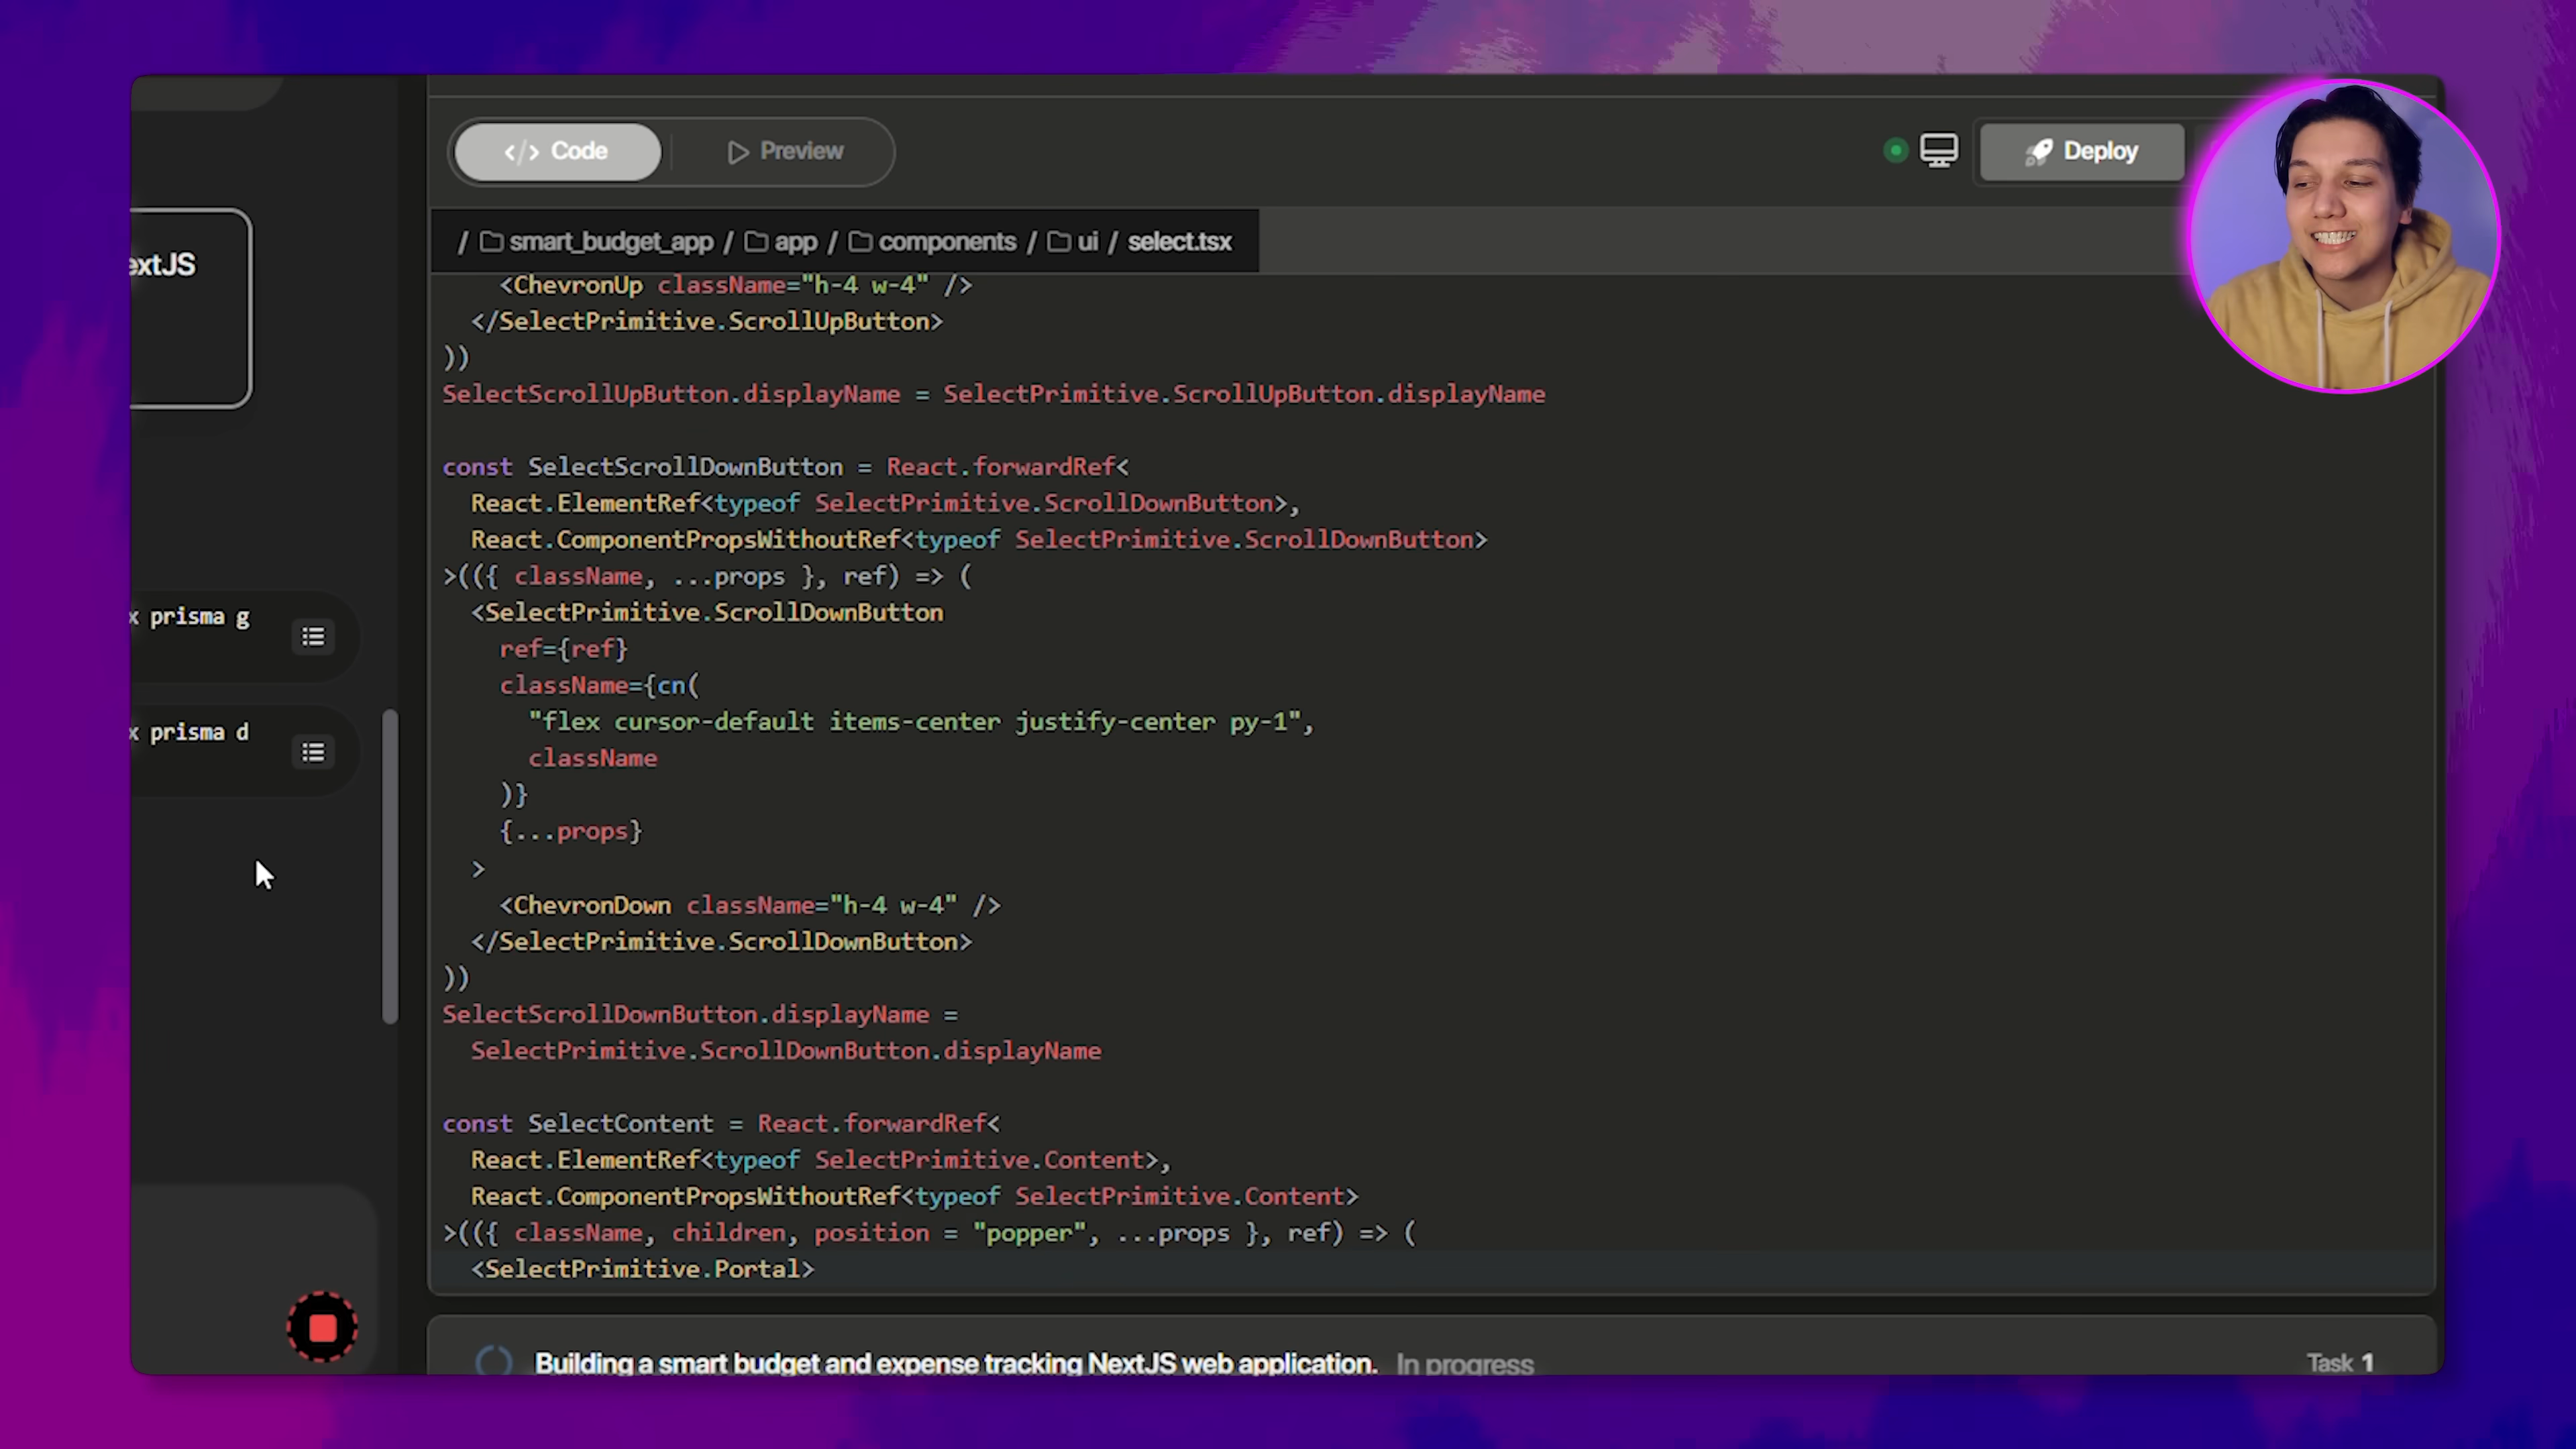 </> Code
Preview
Deploy
/ smart_budget_app / app / components / ui / select.tsx
extJS
x prisma g
x prisma d
<ChevronUp className="h-4 w-4" />
</SelectPrimitive.ScrollUpButton>
))
SelectScrollUpButton.displayName = SelectPrimitive.ScrollUpButton.displayName
const SelectScrollDownButton = React.forwardRef<
React.ElementRef<typeof SelectPrimitive.ScrollDownButton>,
React.ComponentPropsWithoutRef<typeof SelectPrimitive.ScrollDownButton>
>(({ className, ...props }, ref) => (
<SelectPrimitive.ScrollDownButton
ref={ref}
className={cn(
"flex cursor-default items-center justify-center py-1",
className
)}
{...props}
>
<ChevronDown className="h-4 w-4" />
</SelectPrimitive.ScrollDownButton>
))
SelectScrollDownButton.displayName =
SelectPrimitive.ScrollDownButton.displayName
const SelectContent = React.forwardRef<
React.ElementRef<typeof SelectPrimitive.Content>,
React.ComponentPropsWithoutRef<typeof SelectPrimitive.Content>
>(({ className, children, position = "popper", ...props }, ref) => (
<SelectPrimitive.Portal>
Building a smart budget and expense tracking NextJS web application. In progress
Task 1